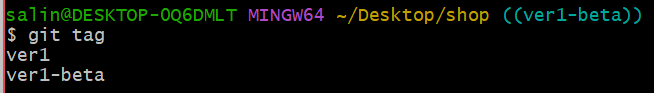 salin@DESKTOP-OQ6DMLT MINGW64 ~/Desktop/shop ((ver1-beta))
$ git tag
ver1
ver1-beta